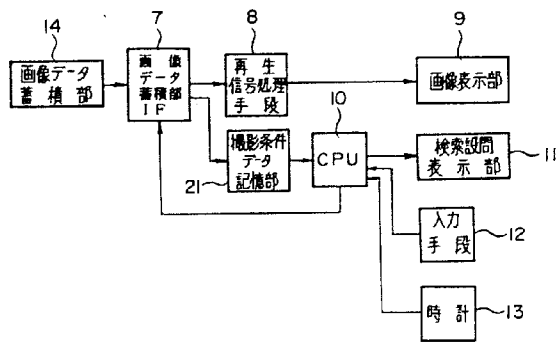 14
画像データ
蓄積部
7
画像
データ
蓄積部
IF
8
再生
信号処理
手段
9
画像表示部
撮影条件
データ
記憶部
21
10
CPU
検索設問
表示部
11
入力
手段
12
時計
13